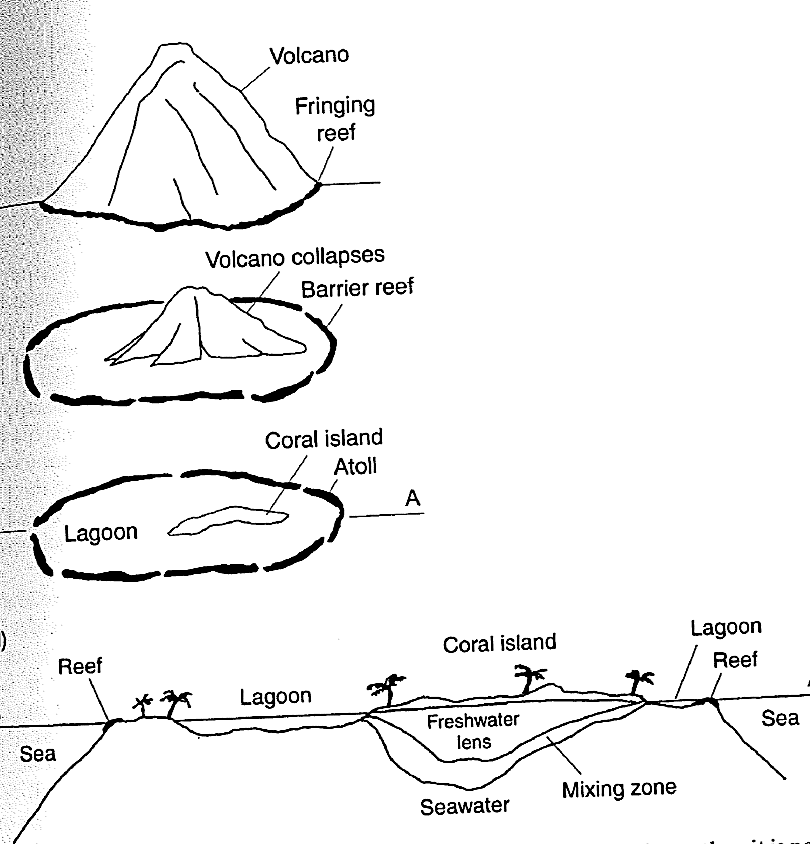 Volcano
Fringing
reef
Volcano collapses
Barrier reef
Coral island
Atoll
A
Lagoon
)
Coral island
Lagoon
Reef
Reef
Lagoon
Freshwater
lens
Sea
Sea
Mixing zone
Seawater